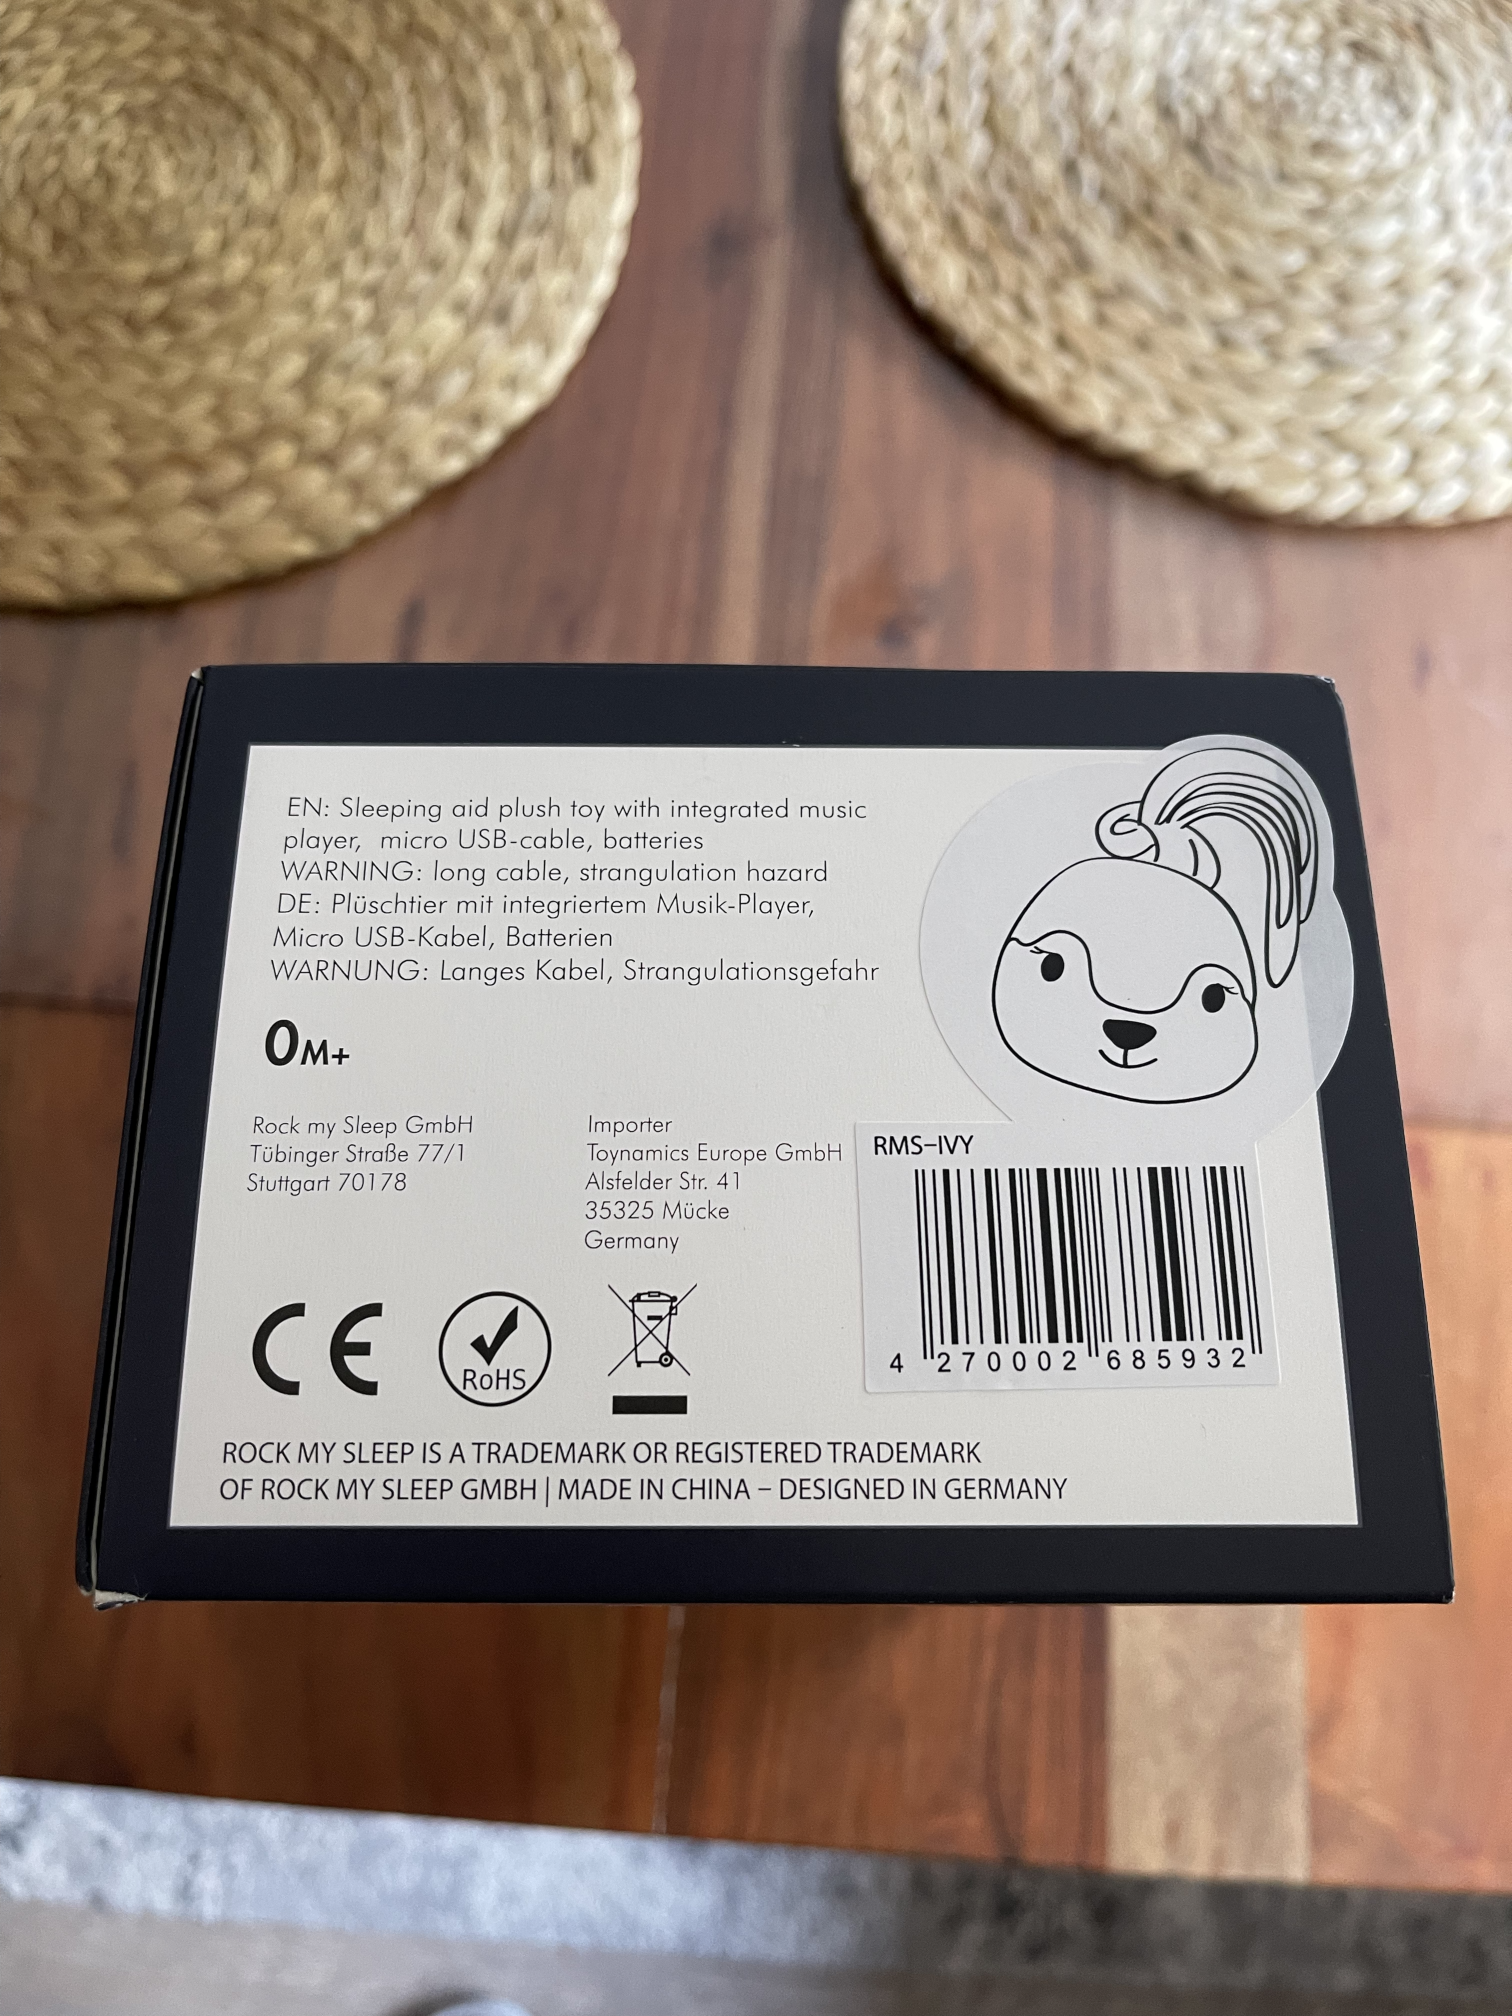 EN: Sleeping aid plush toy with integrated music
player, micro USB-cable, batteries
WARNING: long cable, strangulation hazard
DE: Plüschtier mit integriertem Musik-Player,
Micro USB-Kabel, Batterien
WARNUNG: Langes Kabel, Strangulationsgefahr
0M+
Rock my Sleep GmbH
Tübinger Straße 77/1
Stuttgart 70178
Importer
Toynamics Europe GmbH
Alsfelder Str. 41
35325 Mücke
Germany
RMS-IVY
4 270002 685932
CE
RoHS
ROCK MY SLEEP IS A TRADEMARK OR REGISTERED TRADEMARK
OF ROCK MY SLEEP GMBH | MADE IN CHINA – DESIGNED IN GERMANY